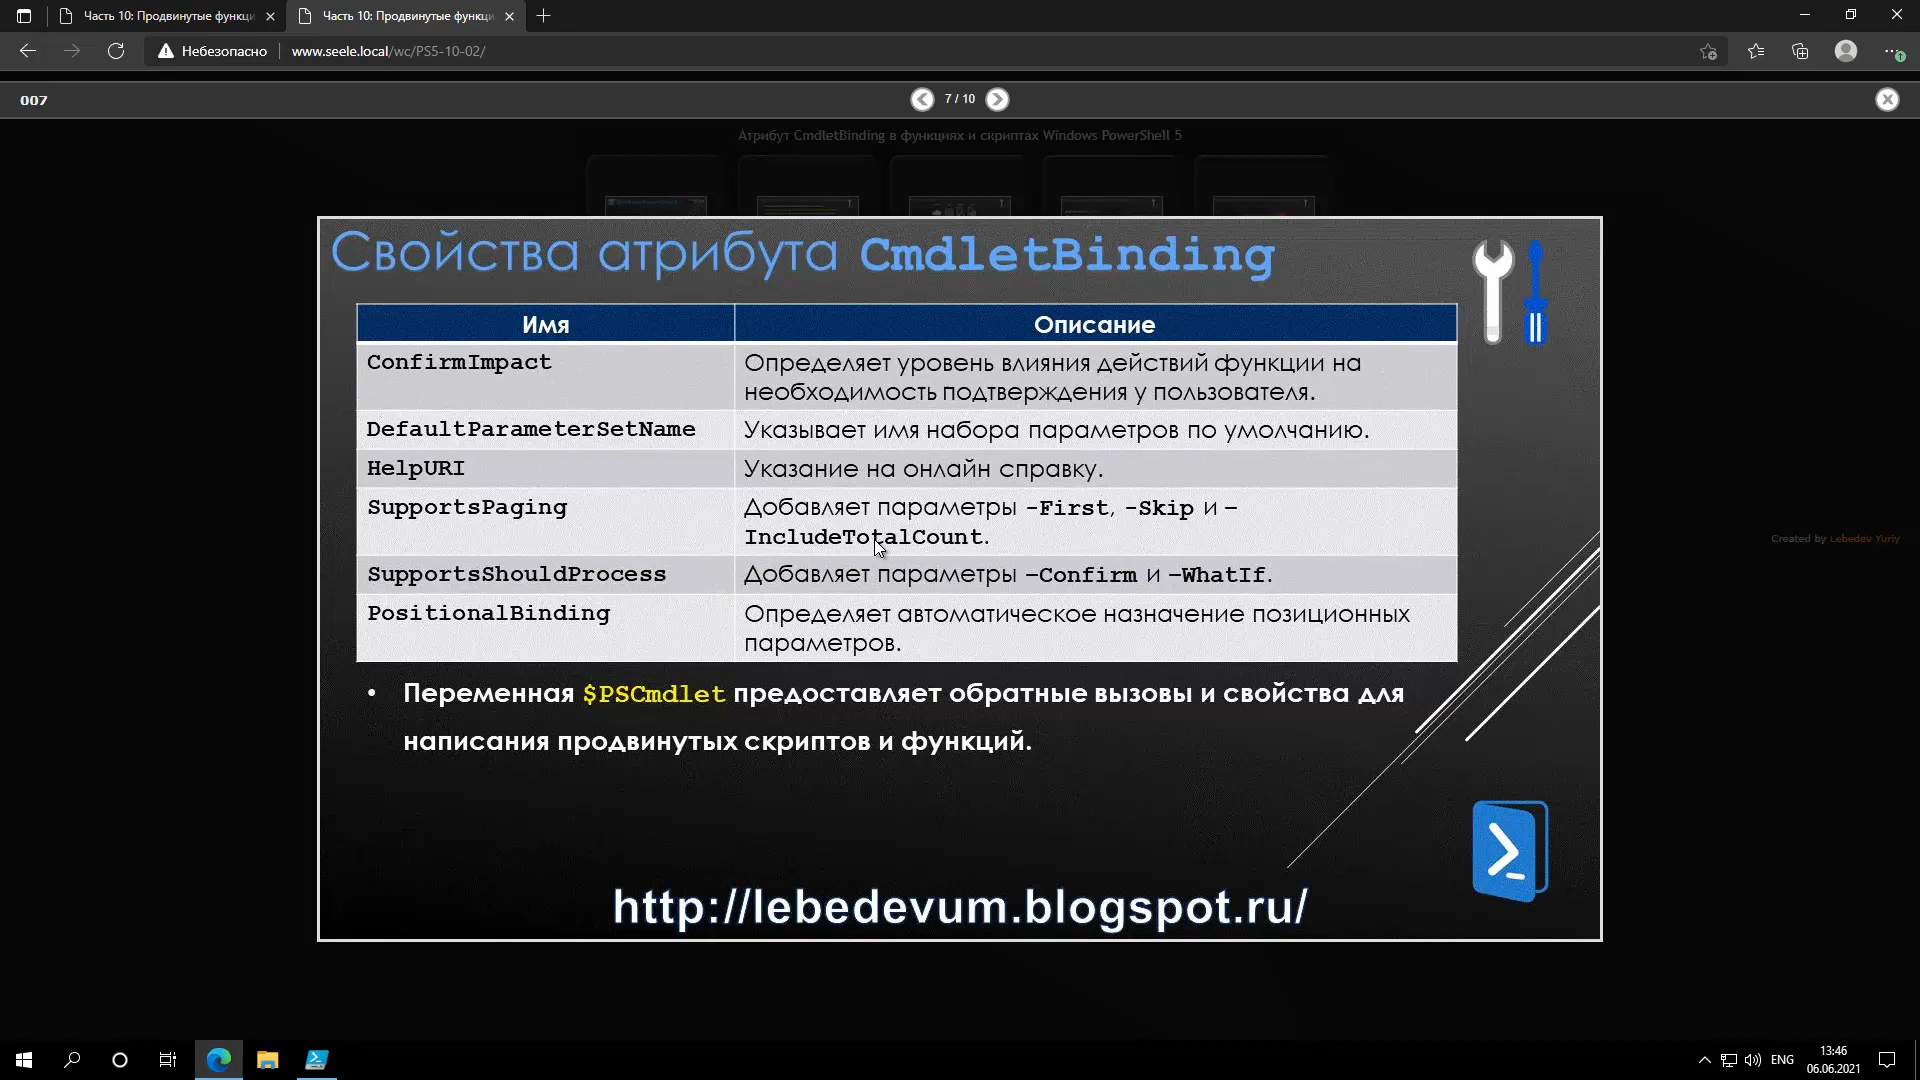 Часть 10: Продвинутые функци
Часть 10: Продвинутые функци
Небезопасно
www.seele.local/wc/PS5-10-02/
007
7 / 10
Атрибут CmdletBinding в функциях и скриптах Windows PowerShell 5
Свойства атрибута CmdletBinding
Имя
Описание
ConfirmImpact
Определяет уровень влияния действий функции на
необходимость подтверждения у пользователя.
DefaultParameterSetName
Указывает имя набора параметров по умолчанию.
HelpURI
Указание на онлайн справку.
SupportsPaging
Добавляет параметры -First, -Skip и –
IncludeTotalCount.
SupportsShouldProcess
Добавляет параметры –Confirm и –WhatIf.
PositionalBinding
Определяет автоматическое назначение позиционных
параметров.
• Переменная $PSCmdlet предоставляет обратные вызовы и свойства для
написания продвинутых скриптов и функций.
http://lebedevum.blogspot.ru/
Created by Lebedev Yuriy
ENG
13:46
06.06.2021